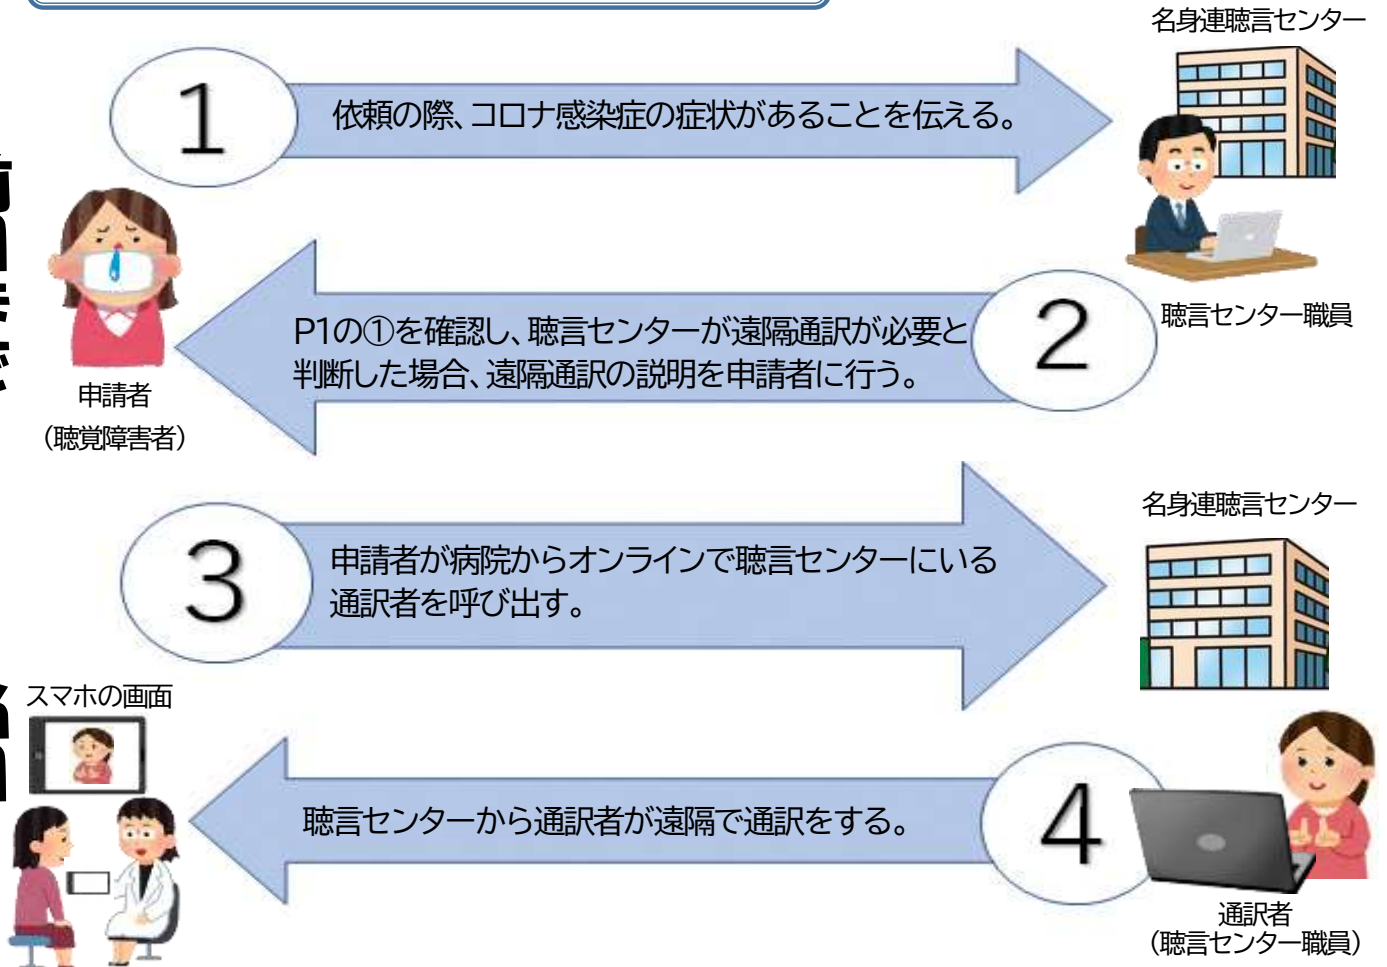 名身連聴言センター
1
依頼の際、コロナ感染症の症状があることを伝える。
2
P1の①を確認し、聴言センターが遠隔通訳が必要と
判断した場合、遠隔通訳の説明を申請者に行う。
聴言センター職員
申請者
（聴覚障害者）
名身連聴言センター
3
申請者が病院からオンラインで聴言センターにいる
通訳者を呼び出す。
スマホの画面
4
聴言センターから通訳者が遠隔で通訳をする。
通訳者
（聴言センター職員）